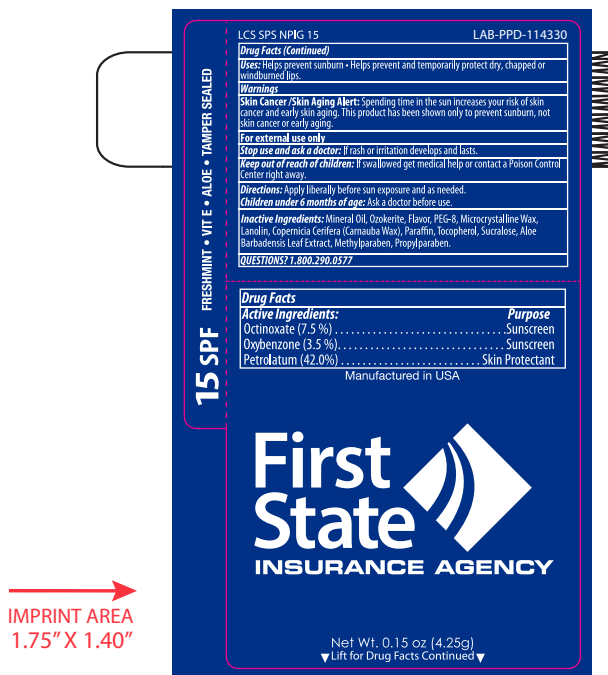 LCS SPS NPIG 15
LAB-PPD-114330
Drug Facts (Continued)
Uses: Helps prevent sunburn • Helps prevent and temporarily protect dry, chapped or
windburned lips.
Warnings
Skin Cancer /Skin Aging Alert: Spending time in the sun increases your risk of skin
cancer and early skin aging. This product has been shown only to prevent sunburn, not
skin cancer or early aging.
For external use only
Stop use and ask a doctor: If rash or irritation develops and lasts.
Keep out of reach of children: If swallowed get medical help or contact a Poison Control
Center right away.
Directions: Apply liberally before sun exposure and as needed.
Children under 6 months of age: Ask a doctor before use.
Inactive Ingredients: Mineral Oil, Ozokerite, Flavor, PEG-8, Microcrystalline Wax,
Lanolin, Copernicia Cerifera (Carnauba Wax), Paraffin, Tocopherol, Sucralose, Aloe
Barbadensis Leaf Extract, Methylparaben, Propylparaben.
QUESTIONS? 1.800.290.0577
15 SPF FRESHMINT • VIT E • ALOE • TAMPER SEALED
Drug Facts
Active Ingredients: Purpose
Octinoxate (7.5 %) . . . . . . . . . . . . . . . . . . . . . . . . . . . . . . Sunscreen
Oxybenzone (3.5 %) . . . . . . . . . . . . . . . . . . . . . . . . . . . . . Sunscreen
Petrolatum (42.0%) . . . . . . . . . . . . . . . . . . . . . . . . Skin Protectant
Manufactured in USA
First
State
INSURANCE AGENCY
IMPRINT AREA
1.75” X 1.40”
Net Wt. 0.15 oz (4.25g)
▼Lift for Drug Facts Continued▼